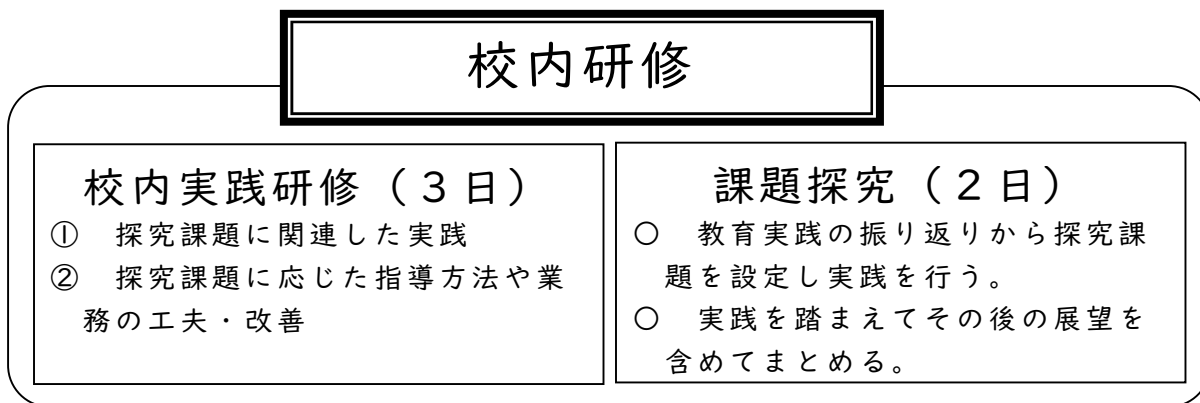 校内研修
校内実践研修(3日)
① 探究課題に関連した実践
② 探究課題に応じた指導方法や業
務の工夫・改善
課題探究(2日)
○ 教育実践の振り返りから探究課
題を設定し実践を行う。
○ 実践を踏まえてその後の展望を
含めてまとめる。